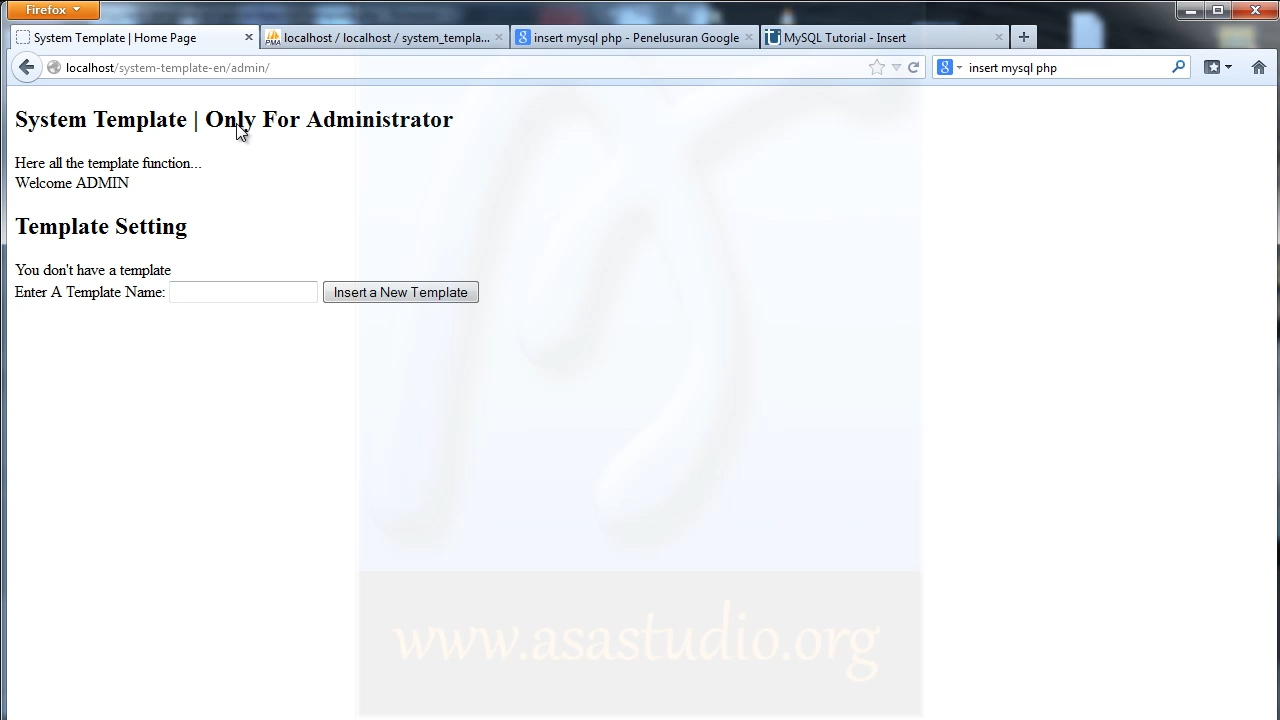 Firefox
System Template | Home Page
localhost / localhost / system_templa...
insert mysql php - Penelusuran Google
MySQL Tutorial - Insert
localhost/system-template-en/admin/
insert mysql php
System Template | Only For Administrator
Here all the template function...
Welcome ADMIN
Template Setting
You don't have a template
Enter A Template Name:
Insert a New Template
www.asastudio.org